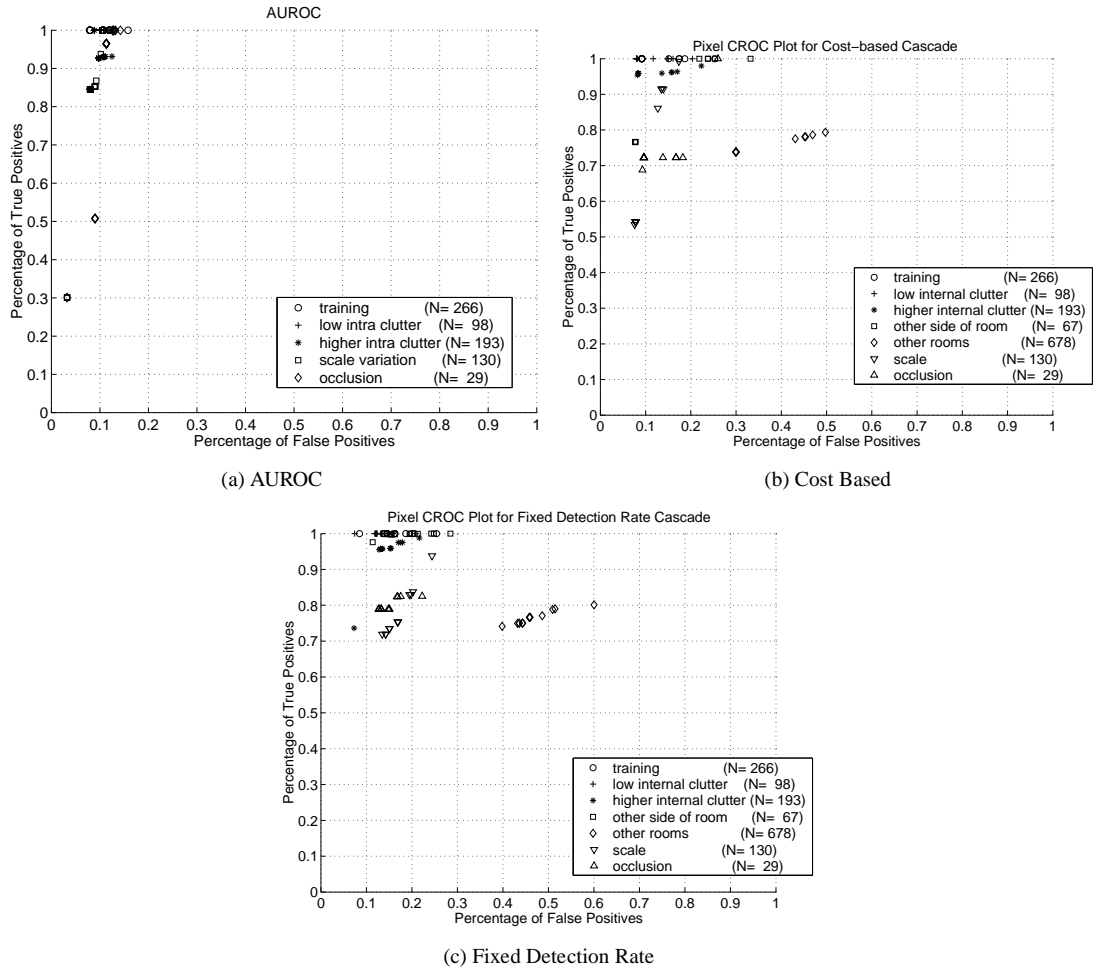 AUROC
Percentage of True Positives
1
0.9
0.8
0.7
0.6
0.5
0.4
0.3
0.2
0.1
0
0 0.1 0.2 0.3 0.4 0.5 0.6 0.7 0.8 0.9 1
Percentage of False Positives
training (N= 266)
low intra clutter (N= 98)
higher intra clutter (N= 193)
scale variation (N= 130)
occlusion (N= 29)
(a) AUROC
Pixel CROC Plot for Cost−based Cascade
Percentage of True Positives
1
0.9
0.8
0.7
0.6
0.5
0.4
0.3
0.2
0.1
0
0 0.1 0.2 0.3 0.4 0.5 0.6 0.7 0.8 0.9 1
Percentage of False Positives
training (N= 266)
low internal clutter (N= 98)
higher internal clutter (N= 193)
other side of room (N= 67)
other rooms (N= 678)
scale (N= 130)
occlusion (N= 29)
(b) Cost Based
Pixel CROC Plot for Fixed Detection Rate Cascade
Percentage of True Positives
1
0.9
0.8
0.7
0.6
0.5
0.4
0.3
0.2
0.1
0
0 0.1 0.2 0.3 0.4 0.5 0.6 0.7 0.8 0.9 1
Percentage of False Positives
training (N= 266)
low internal clutter (N= 98)
higher internal clutter (N= 193)
other side of room (N= 67)
other rooms (N= 678)
scale (N= 130)
occlusion (N= 29)
(c) Fixed Detection Rate